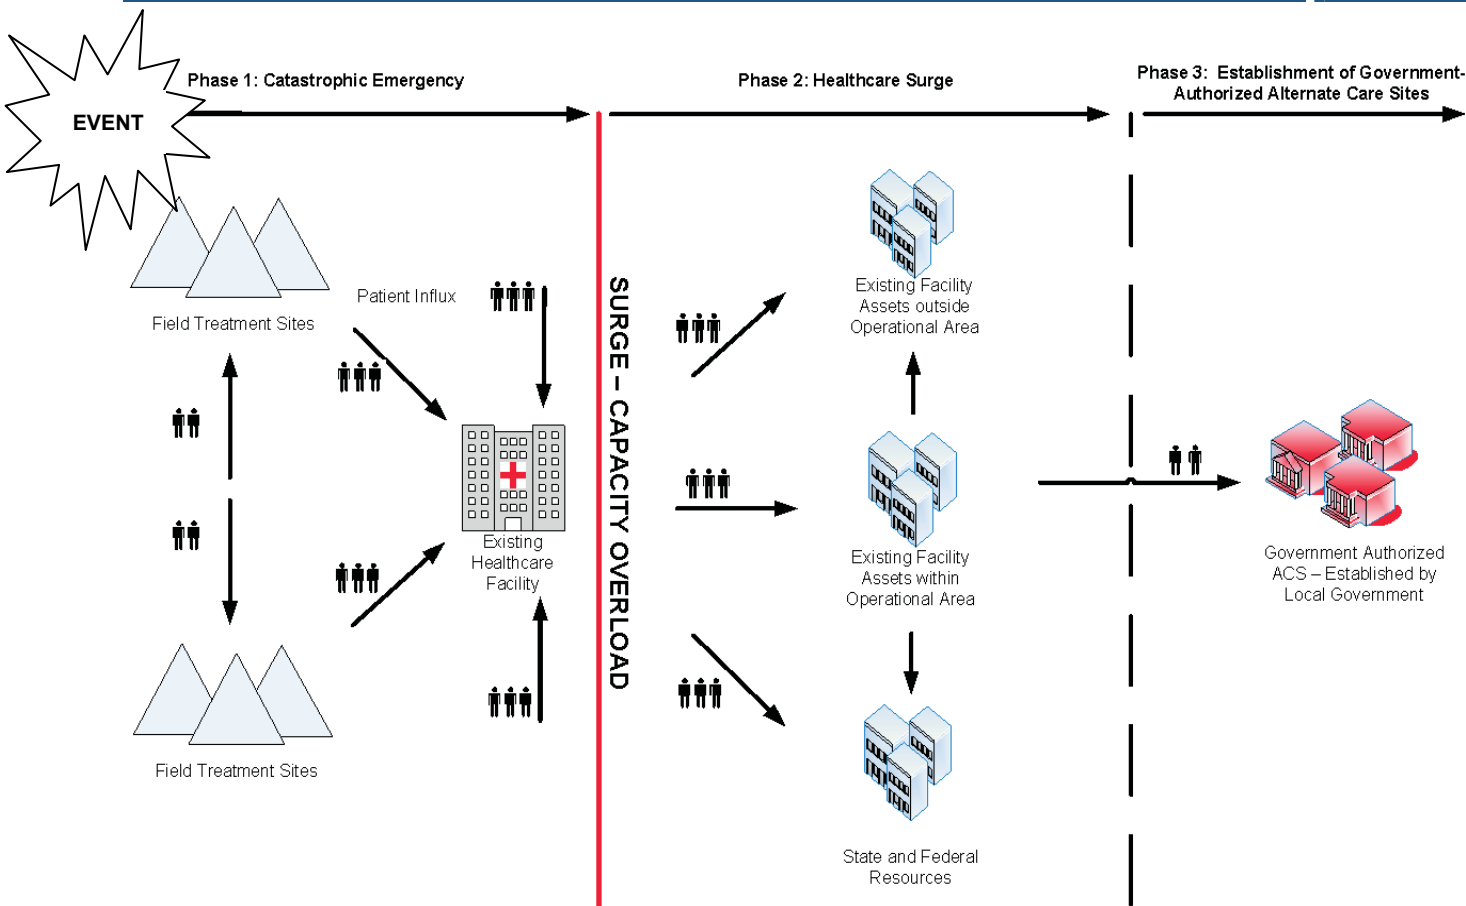 Phase 1: Catastrophic Emergency
Phase 2: Healthcare Surge
Phase 3: Establishment of Government-
Authorized Alternate Care Sites
EVENT
Field Treatment Sites
Patient Influx
Existing
Healthcare
Facility
Field Treatment Sites
SURGE – CAPACITY OVERLOAD
Existing Facility
Assets outside
Operational Area
Existing Facility
Assets within
Operational Area
State and Federal
Resources
Government Authorized
ACS – Established by
Local Government